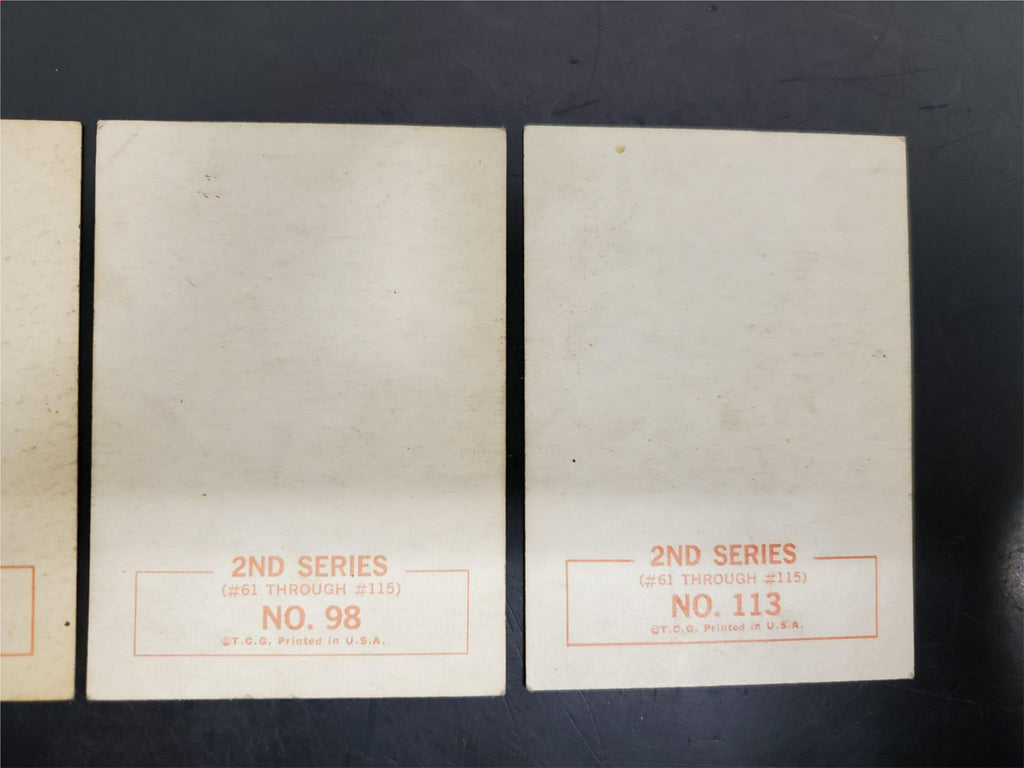 2ND SERIES
(#61 THROUGH #115)
NO. 98
©T.C.G. Printed in U.S.A.
2ND SERIES
(#61 THROUGH #115)
NO. 113
©T.C.G. Printed in U.S.A.